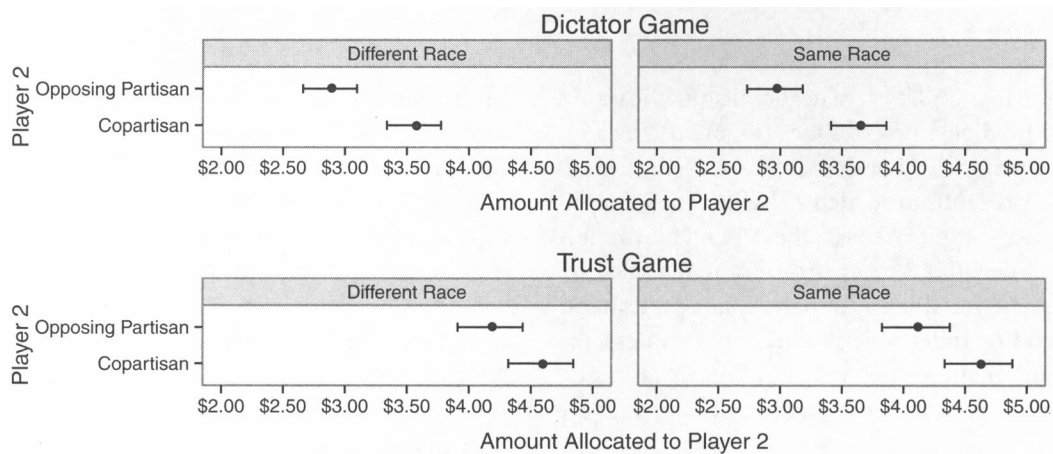 Dictator Game
Different Race
Same Race
Player 2
Opposing Partisan
Copartisan
$2.00 $2.50 $3.00 $3.50 $4.00 $4.50 $5.00
$2.00 $2.50 $3.00 $3.50 $4.00 $4.50 $5.00
Amount Allocated to Player 2
Trust Game
Different Race
Same Race
Player 2
Opposing Partisan
Copartisan
$2.00 $2.50 $3.00 $3.50 $4.00 $4.50 $5.00
$2.00 $2.50 $3.00 $3.50 $4.00 $4.50 $5.00
Amount Allocated to Player 2